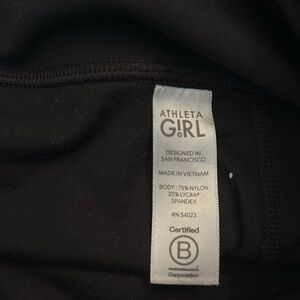 ATHLETA
GIRL
DESIGNED IN
SAN FRANCISCO
MADE IN VIETNAM
BODY: 75% NYLON
25% LYCRA®
SPANDEX
RN 54023
Certified
B
Corporation